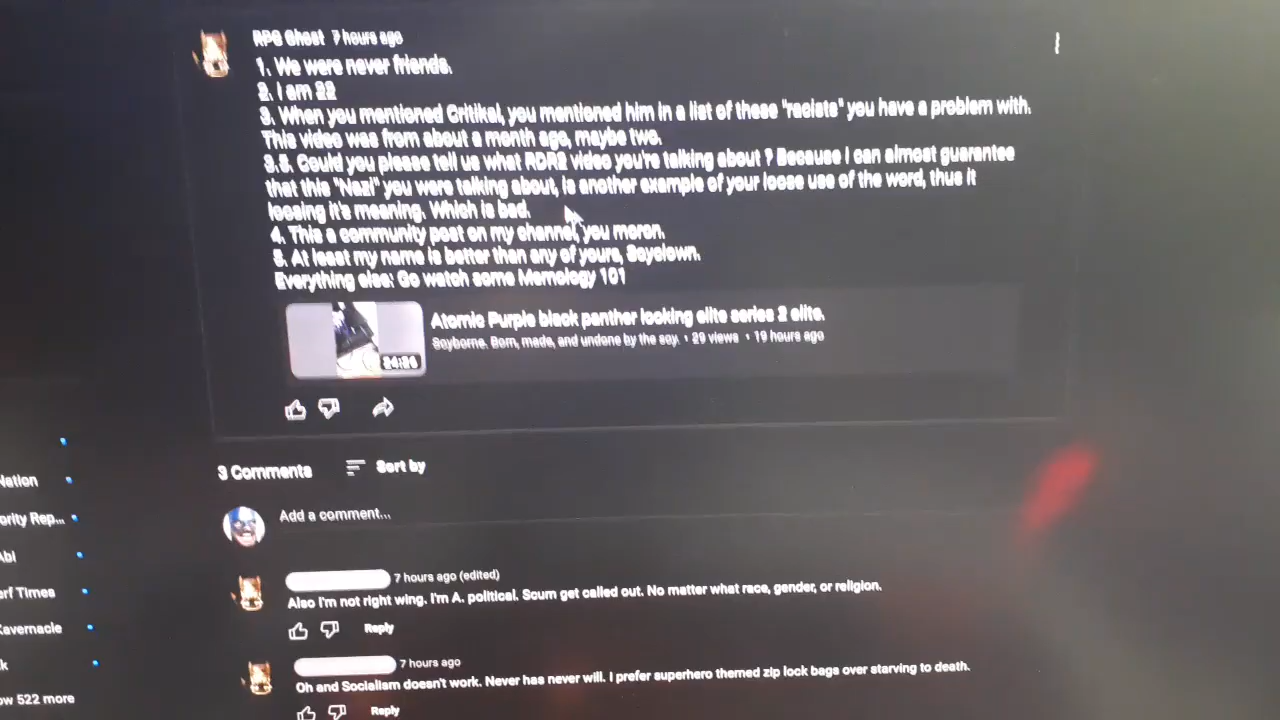 RPG Ghost 7 hours ago
1. We were never friends.
2. I am 22
3. When you mentioned Critikal, you mentioned him in a list of these "racists" you have a problem with.
This video was from about a month ago, maybe two.
3.5. Could you please tell us what RDR2 video you're talking about ? Because I can almost guarantee
that this "Nazi" you were talking about, is another example of your loose use of the word, thus it
loosing it's meaning. Which is bad.
4. This a community post on my channel, you moron.
5. At least my name is better than any of yours, Soyclown.
Everything else: Go watch some Memology 101
Atomic Purple black panther looking elite series 2 elite.
Soyborne. Born, made, and undone by the soy. • 29 views • 19 hours ago
24:26
3 Comments Sort by
Add a comment...
7 hours ago (edited)
Also I'm not right wing. I'm A. political. Scum get called out. No matter what race, gender, or religion.
Reply
7 hours ago
Oh and Socialism doesn't work. Never has never will. I prefer superhero themed zip lock bags over starving to death.
Reply
Nation
ority Rep...
Abl
erf Times
Kavernacle
k
ow 522 more